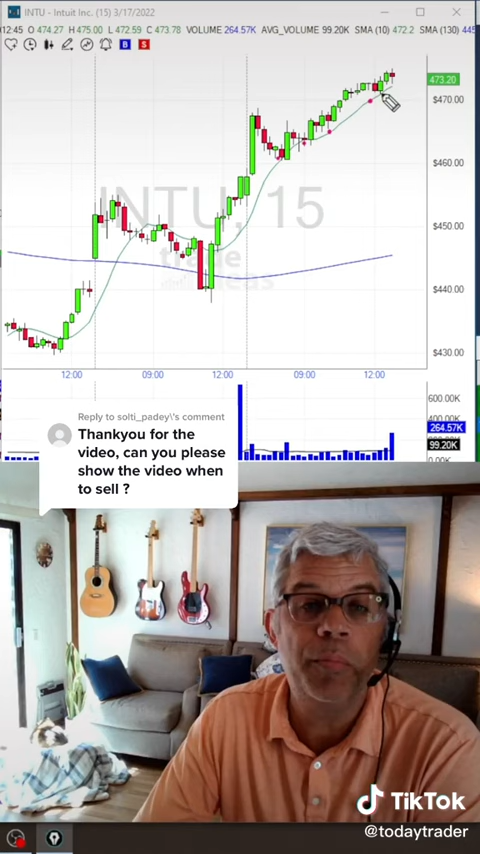 INTU - Intuit Inc. (15) 3/17/2022
12:45 O 474.27 H 475.00 L 472.59 C 473.78 VOLUME 264.57K AVG_VOLUME 99.20K SMA (10) 472.2 SMA (130) 445
B S
473.20
$470.00
$460.00
INTU, 15
$450.00
trade
ideas
$440.00
$430.00
12:00 09:00 12:00 09:00 12:00
600.00K
264.57K
99.20K
0.00K
Reply to solti_padey\'s comment
Thankyou for the
video, can you please
show the video when
to sell ?
TikTok
@todaytrader